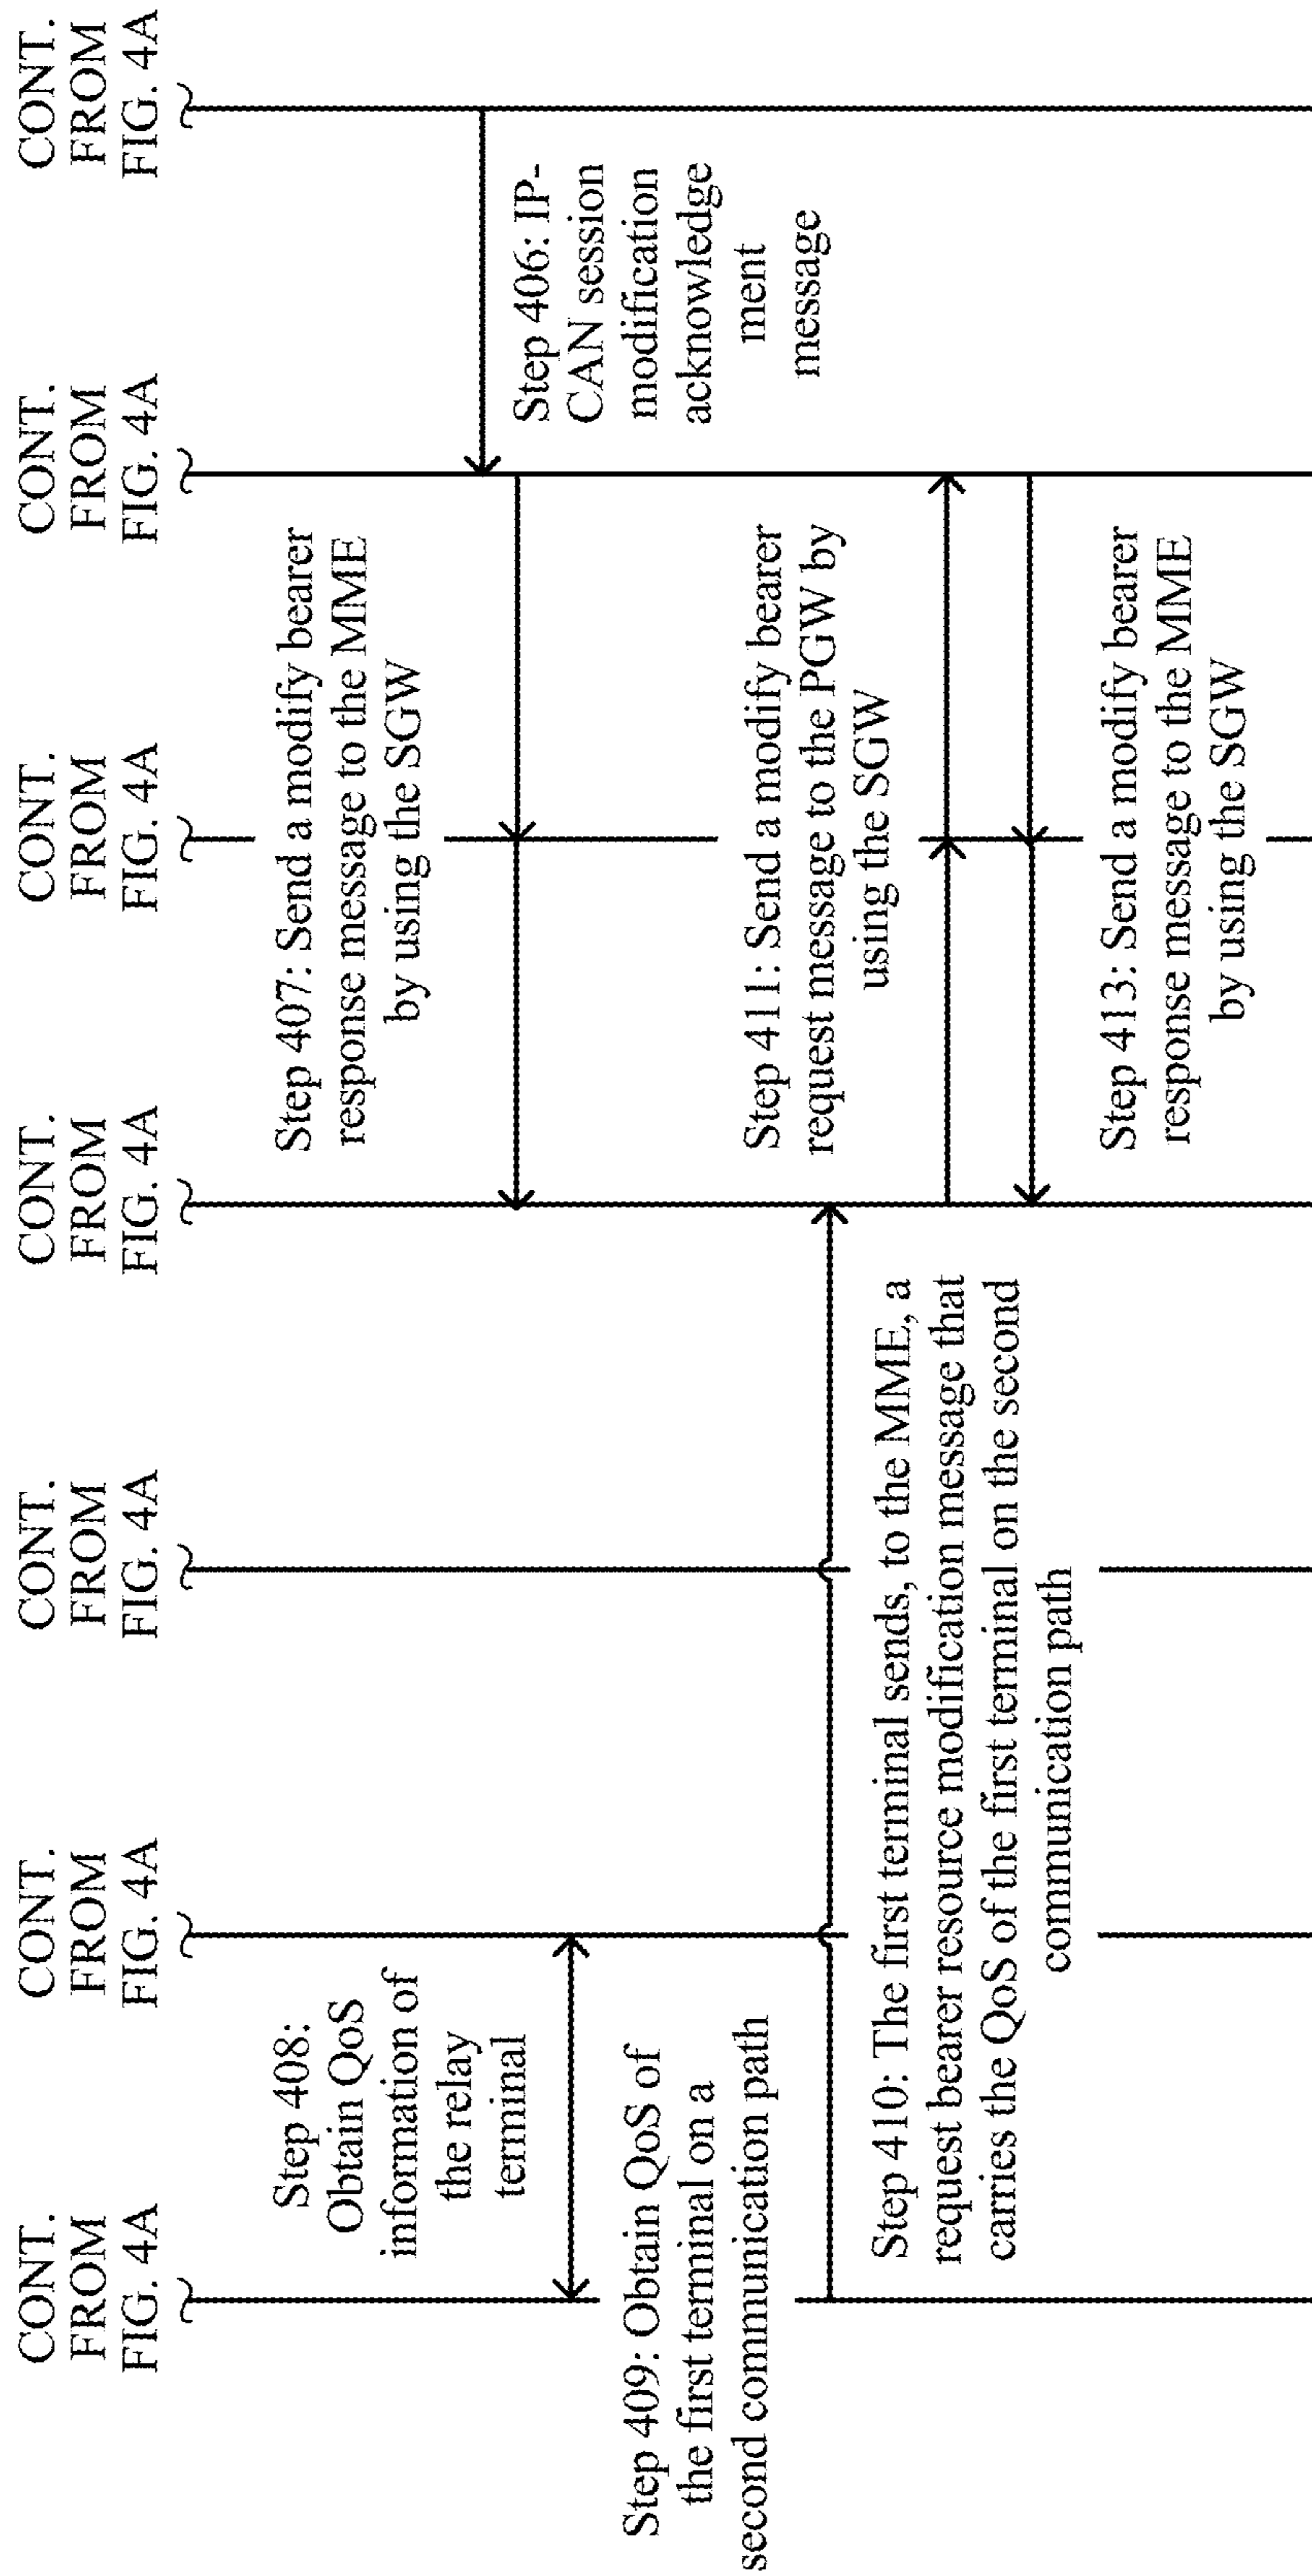 CONT.
FROM
FIG. 4A
CONT.
FROM
FIG. 4A
CONT.
FROM
FIG. 4A
CONT.
FROM
FIG. 4A
CONT.
FROM
FIG. 4A
CONT.
FROM
FIG. 4A
CONT.
FROM
FIG. 4A
Step 406: IP-
CAN session
modification
acknowledge
ment
message
Step 407: Send a modify bearer
response message to the MME
by using the SGW
Step 408:
Obtain QoS
information of
the relay
terminal
Step 409: Obtain QoS of
the first terminal on a
second communication path
Step 410: The first terminal sends, to the MME, a
request bearer resource modification message that
carries the QoS of the first terminal on the second
communication path
Step 411: Send a modify bearer
request message to the PGW by
using the SGW
Step 413: Send a modify bearer
response message to the MME
by using the SGW